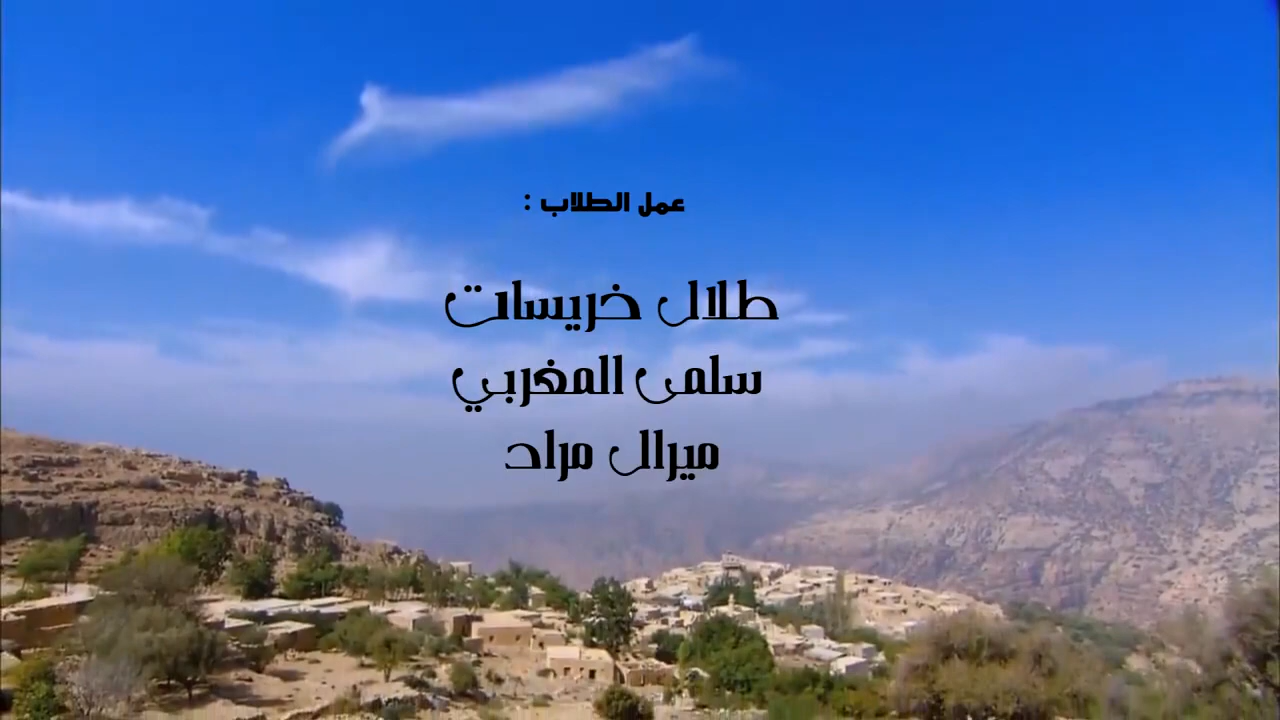 عمل الطلاب :
طلال خريسات
سلمى المغربي
ميرال مراد